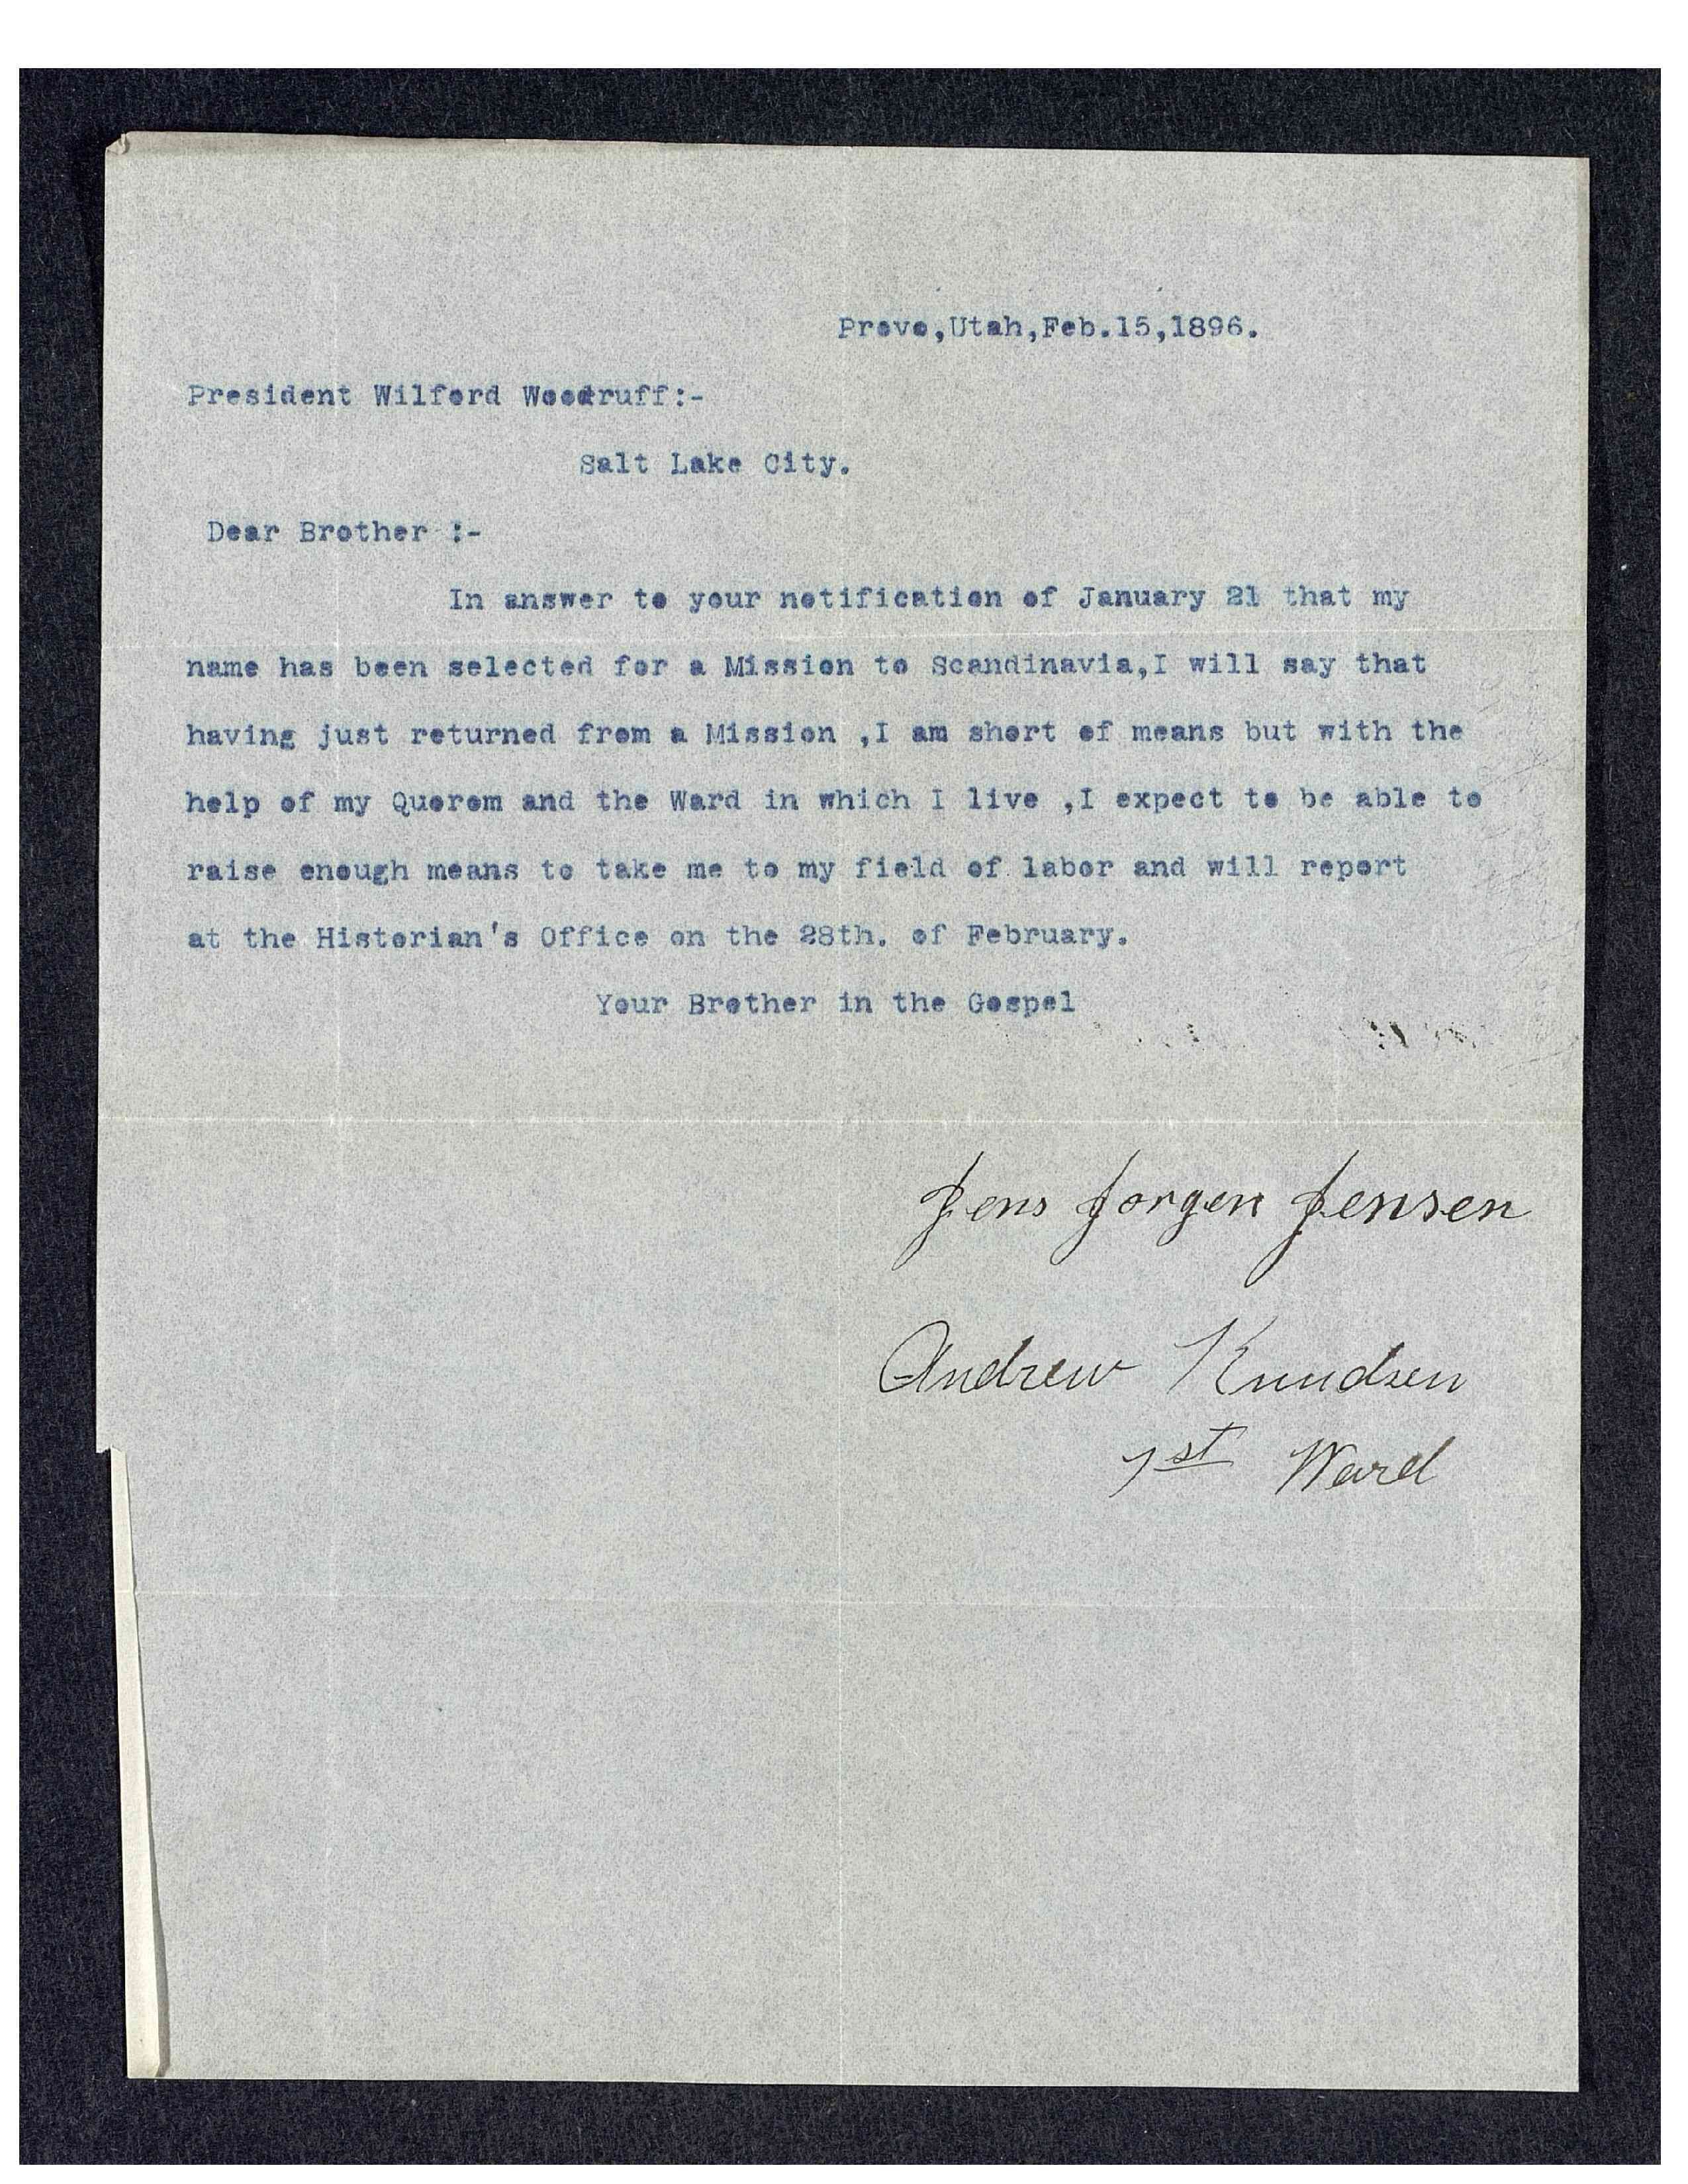 Provo,Utah,Feb.15,1896.
President Wilford Woodruff:-
Salt Lake City.
Dear Brother :-
In answer to your notification of January 21 that my
name has been selected for a Mission to Scandinavia,I will say that
having just returned from a Mission ,I am short of means but with the
help of my Quorom and the Ward in which I live ,I expect to be able to
raise enough means to take me to my field of labor and will report
at the Historian's Office on the 28th. of February.
Your Brother in the Gospel
Jens Jorgen Jensen
Andrew Knudsen
1st Ward